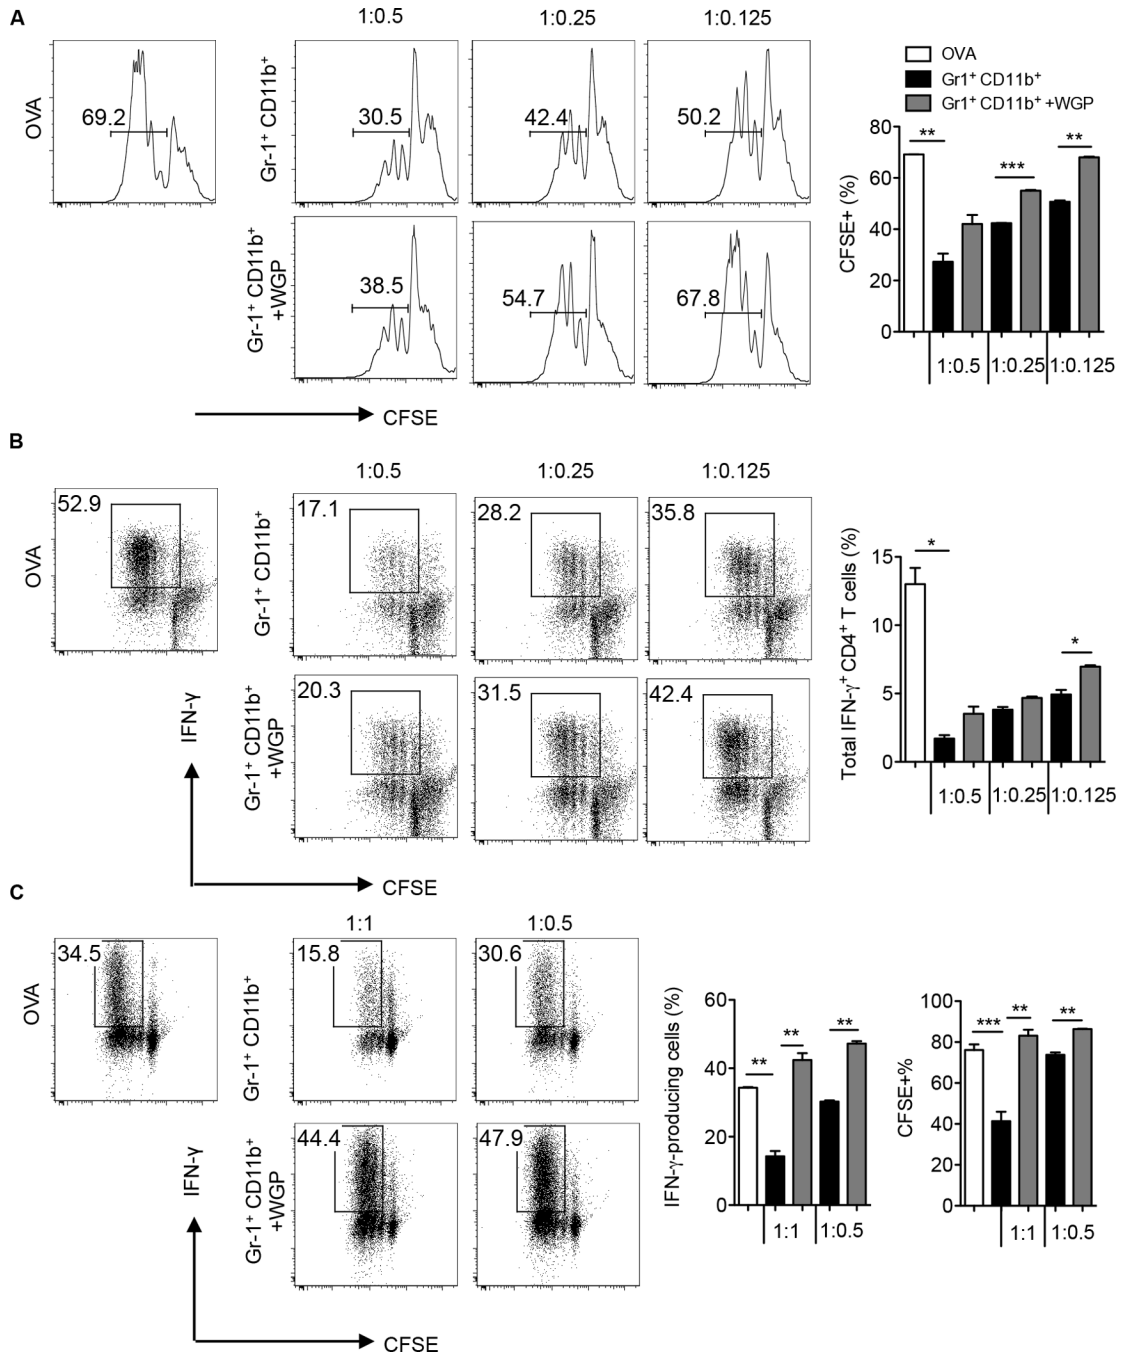 A
1:0.5 1:0.25 1:0.125
OVA
69.2
Gr-1⁺ CD11b⁺
30.5
42.4
50.2
Gr-1⁺ CD11b⁺
+WGP
38.5
54.7
67.8
CFSE
OVA
Gr1⁺ CD11b⁺
Gr1⁺ CD11b⁺ +WGP
CFSE+ (%)
80
60
40
20
0
** *** **
1:0.5 1:0.25 1:0.125
B
1:0.5 1:0.25 1:0.125
OVA
52.9
Gr-1⁺ CD11b⁺
17.1
28.2
35.8
Gr-1⁺ CD11b⁺
+WGP
20.3
31.5
42.4
IFN-γ
CFSE
Total IFN-γ⁺ CD4⁺ T cells (%)
15
10
5
0
* *
1:0.5 1:0.25 1:0.125
C
1:1 1:0.5
OVA
34.5
Gr-1⁺ CD11b⁺
15.8
30.6
Gr-1⁺ CD11b⁺
+WGP
44.4
47.9
IFN-γ
CFSE
IFN-γ-producing cells (%)
60
40
20
0
** ** **
1:1 1:0.5
CFSE+%
100
80
60
40
20
0
*** ** **
1:1 1:0.5